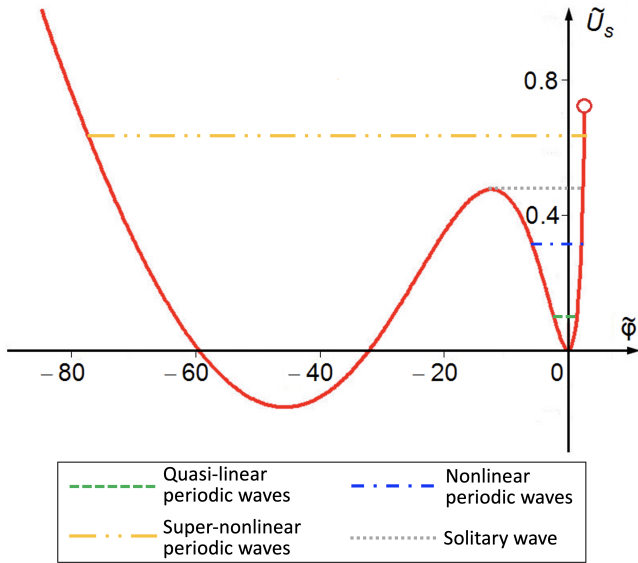 Ũₛ
0.8
0.4
φ̃
−80 −60 −40 −20 0
Quasi-linear
periodic waves
Nonlinear
periodic waves
Super-nonlinear
periodic waves
Solitary wave